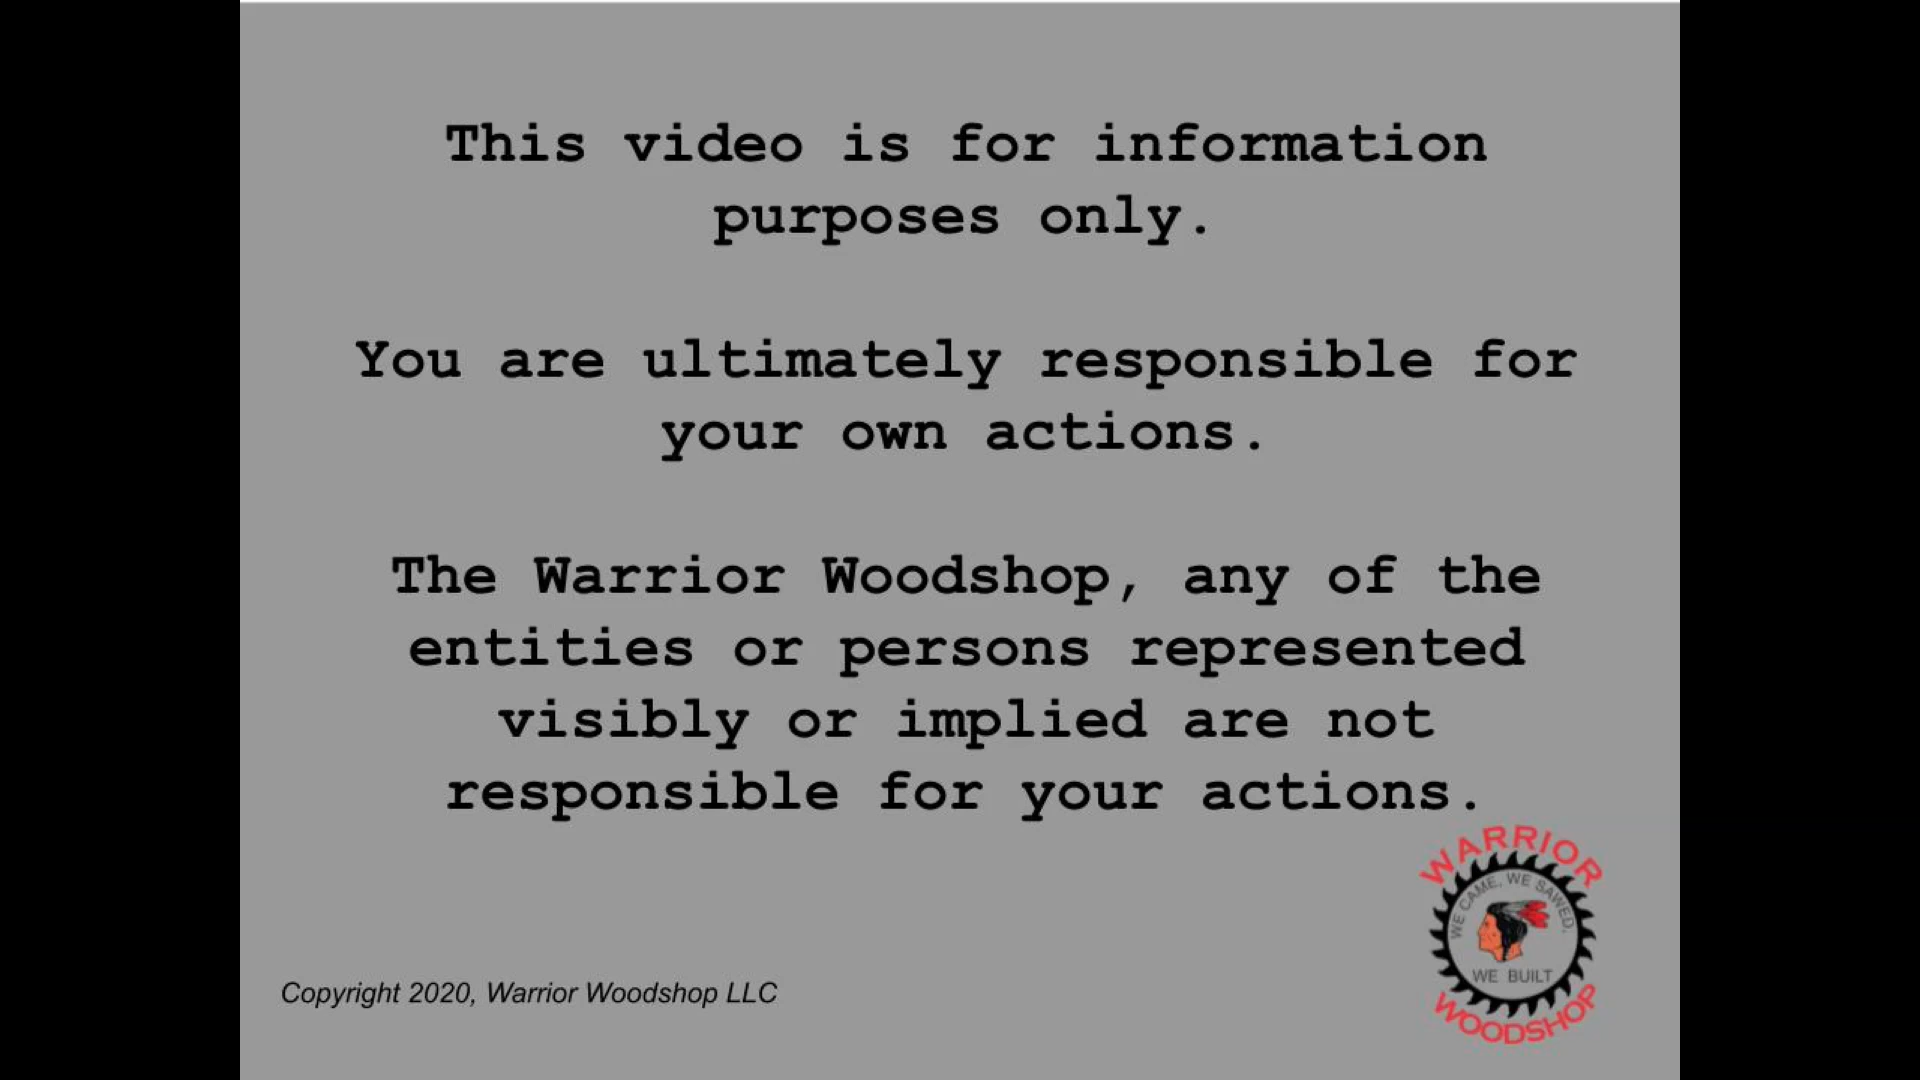 This video is for information
purposes only.
You are ultimately responsible for
your own actions.
The Warrior Woodshop, any of the
entities or persons represented
visibly or implied are not
responsible for your actions.
WARRIOR
WE CAME, WE SAWED,
WE BUILT
WOODSHOP
Copyright 2020, Warrior Woodshop LLC